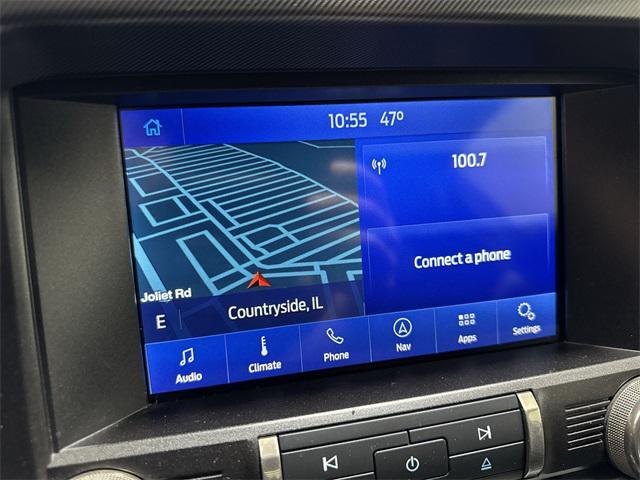 10:55 47°
100.7
Connect a phone
Joliet Rd
E
Countryside, IL
Audio
Climate
Phone
Nav
Apps
Settings